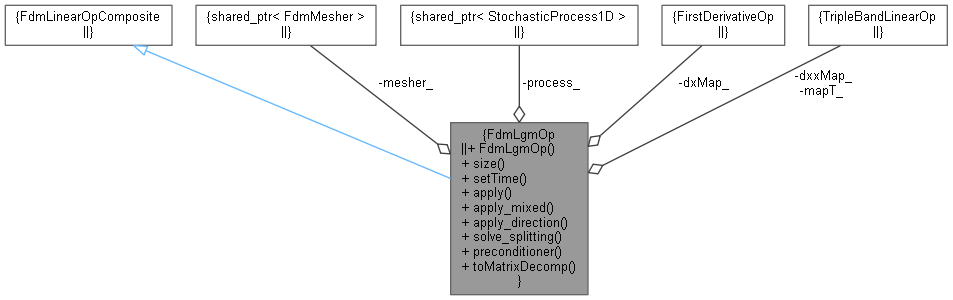 {FdmLinearOpComposite
||}
{shared_ptr< FdmMesher >
||}
{shared_ptr< StochasticProcess1D >
||}
{FirstDerivativeOp
||}
{TripleBandLinearOp
||}
-mesher_
-process_
-dxMap_
-dxxMap_
-mapT_
{FdmLgmOp
||+ FdmLgmOp()
+ size()
+ setTime()
+ apply()
+ apply_mixed()
+ apply_direction()
+ solve_splitting()
+ preconditioner()
+ toMatrixDecomp()
}